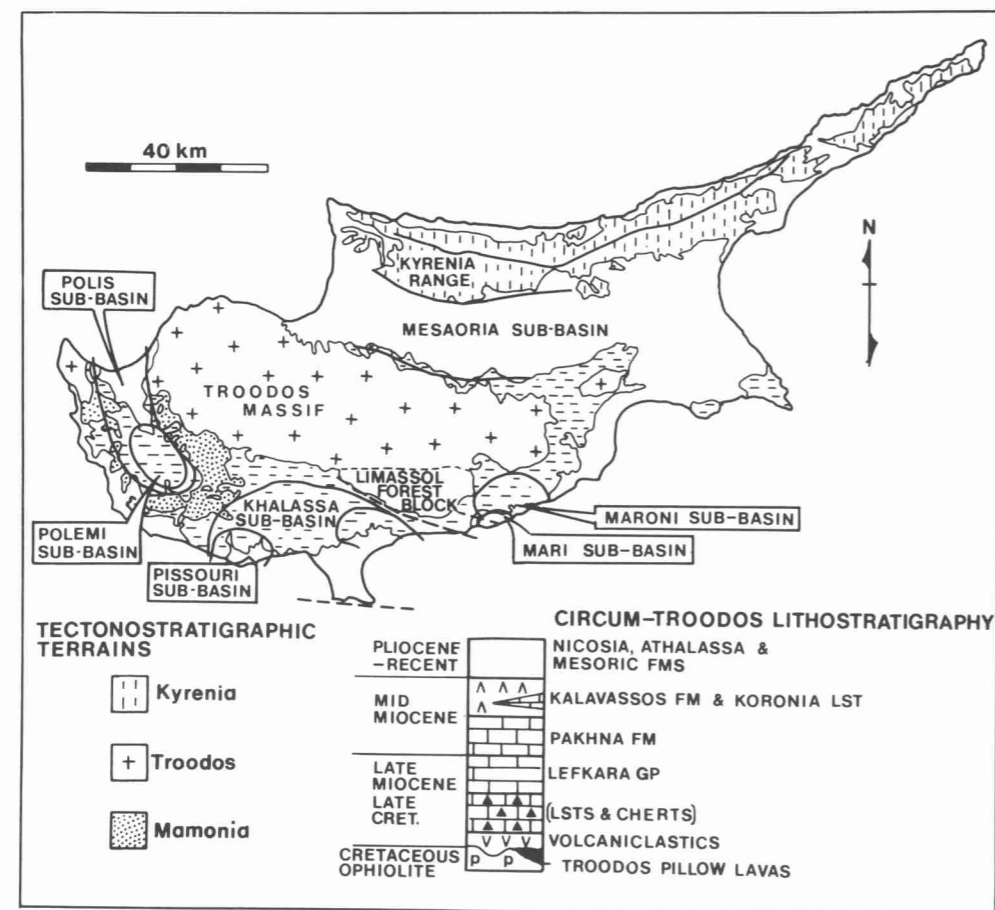 40 km
N
KYRENIA
RANGE
POLIS
SUB-BASIN
MESAORIA SUB-BASIN
TROODOS
MASSIF
LIMASSOL
FOREST
BLOCK
KHALASSA
SUB-BASIN
MARONI SUB-BASIN
POLEMI
SUB-BASIN
MARI SUB-BASIN
PISSOURI
SUB-BASIN
TECTONOSTRATIGRAPHIC
TERRAINS
Kyrenia
+ Troodos
Mamonia
CIRCUM-TROODOS LITHOSTRATIGRAPHY
PLIOCENE
-RECENT
NICOSIA, ATHALASSA &
MESORIC FMS
MID
MIOCENE
KALAVASSOS FM & KORONIA LST
PAKHNA FM
LATE
MIOCENE
LEFKARA GP
LATE
CRET.
(LSTS & CHERTS)
VOLCANICLASTICS
CRETACEOUS
OPHIOLITE
p p
TROODOS PILLOW LAVAS